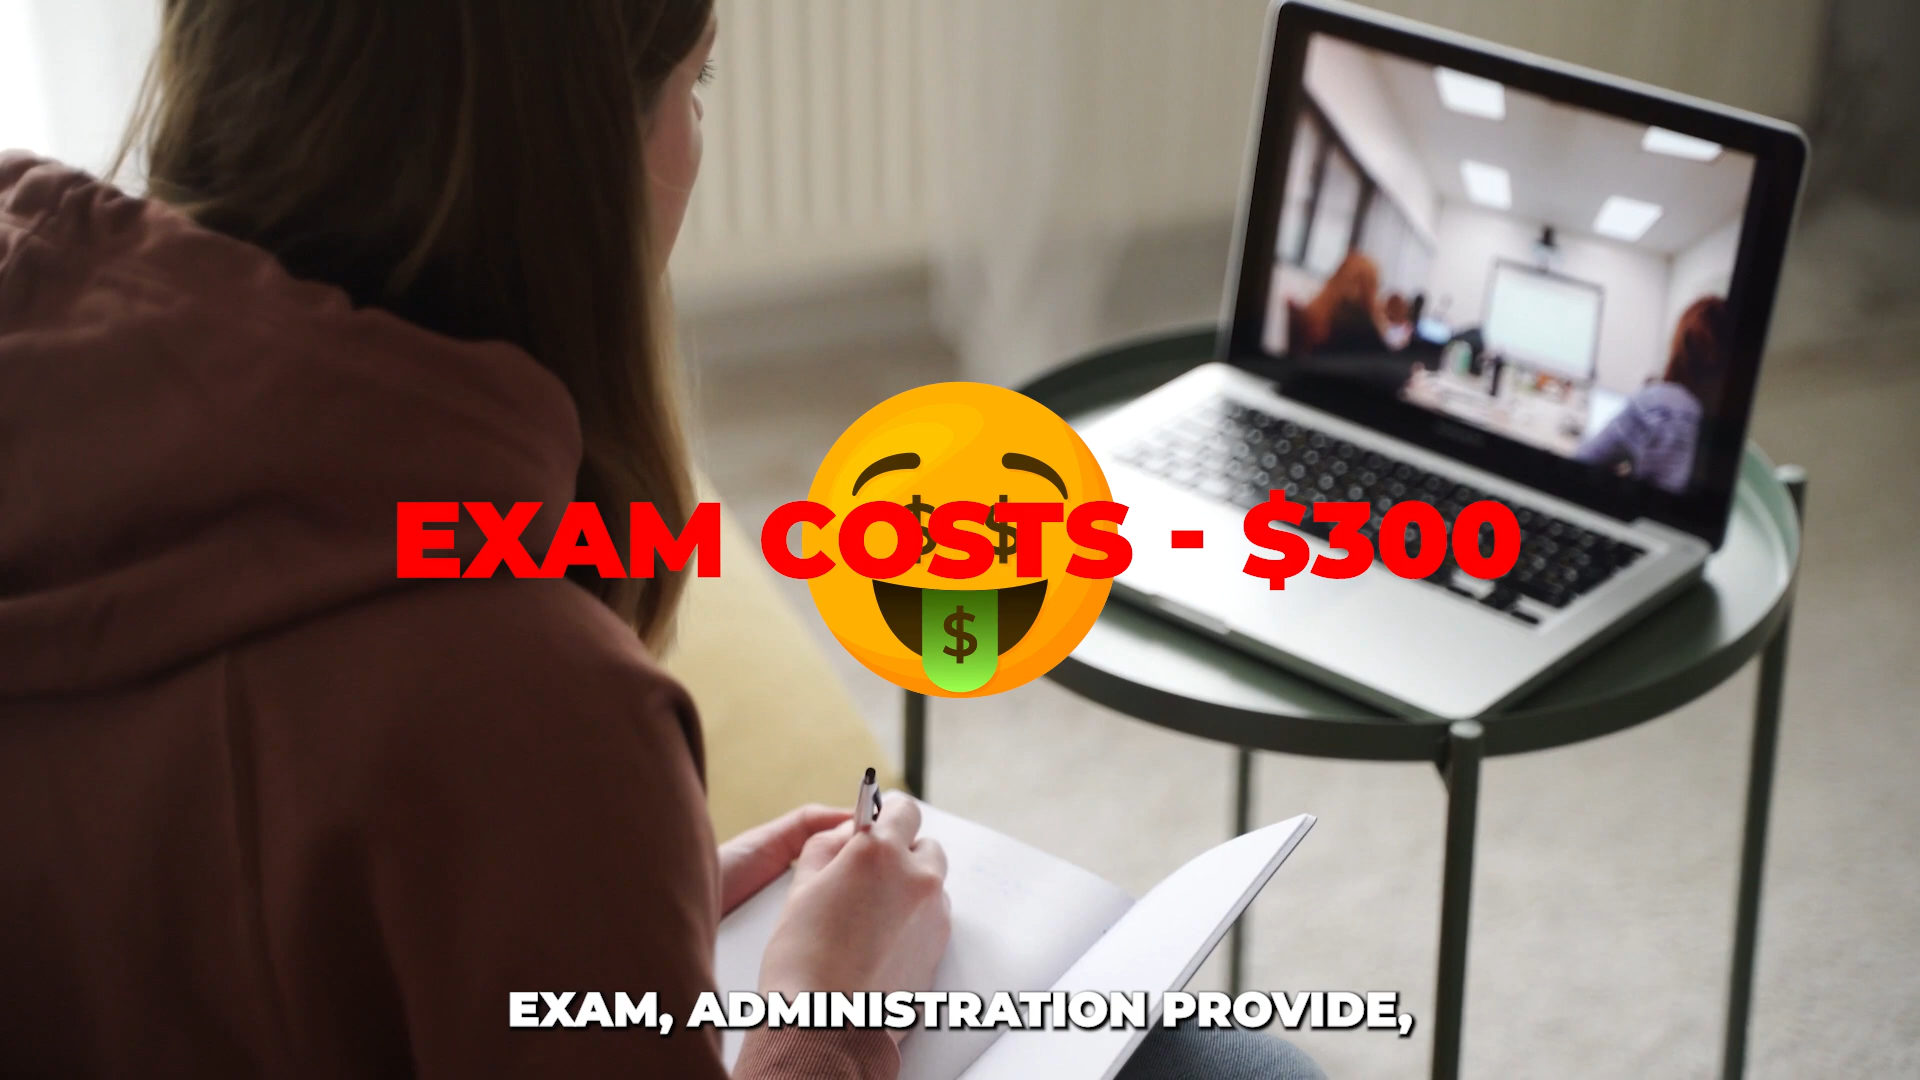 EXAM COSTS - $300
EXAM, ADMINISTRATION PROVIDE,